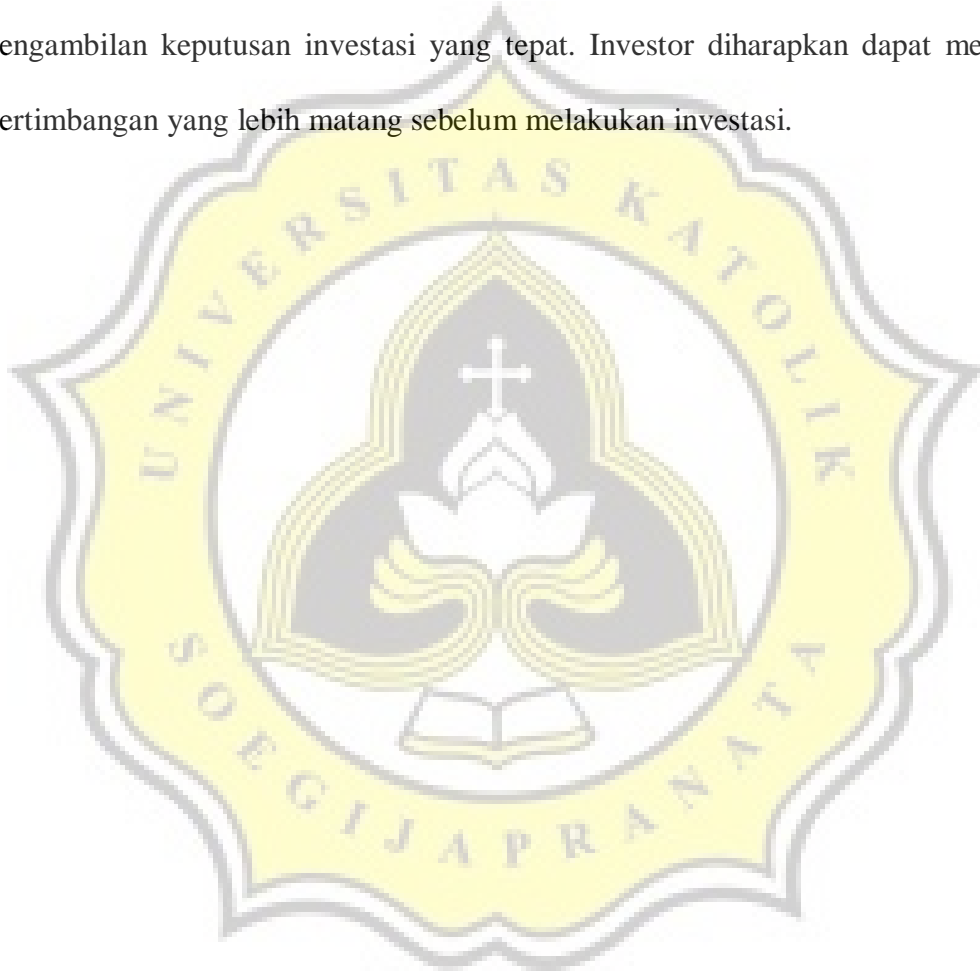 engambilan keputusan investasi yang tepat. Investor diharapkan dapat me
ertimbangan yang lebih matang sebelum melakukan investasi.
UNIVERSITAS KATOLIK
SOEGIJAPRANATA